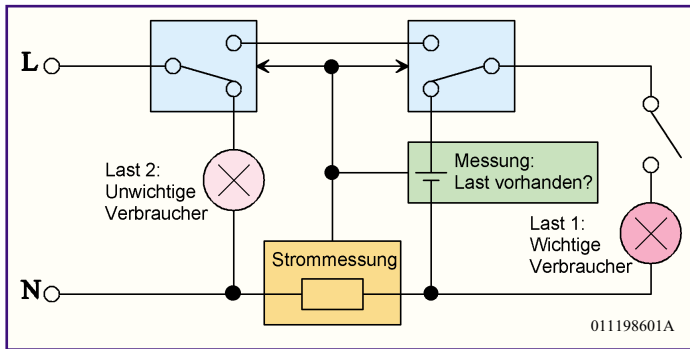 L
Last 2:
Unwichtige
Verbraucher
Messung:
Last vorhanden?
Last 1:
Wichtige
Verbraucher
Strommessung
N
011198601A